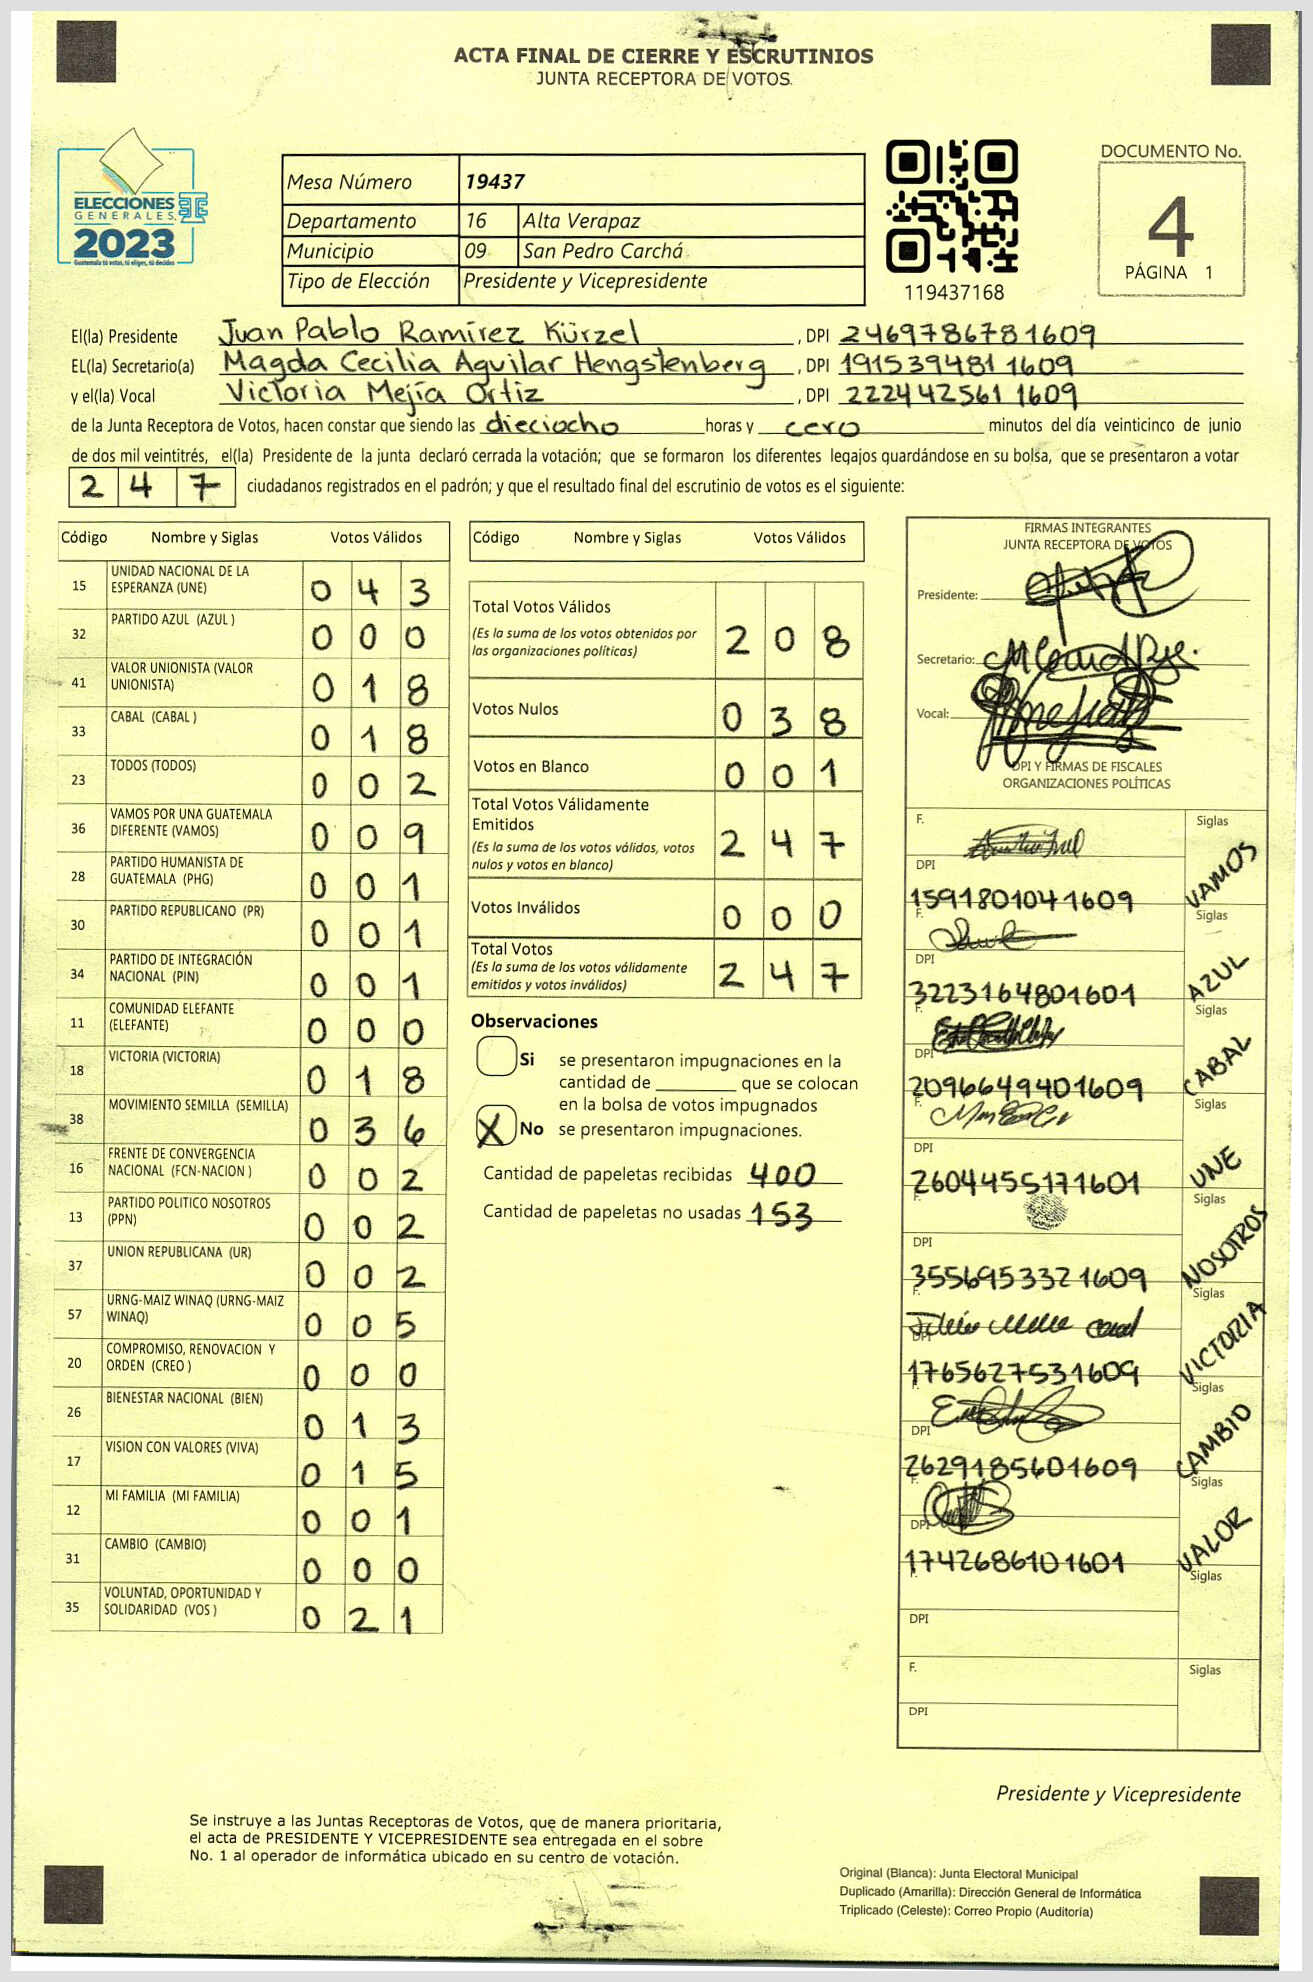 ACTA FINAL DE CIERRE Y ESCRUTINIOS
JUNTA RECEPTORA DE VOTOS.
ELECCIONES
GENERALES
2023
Guatemala tú votas, tú eliges, tú decides
Mesa Número 19437
Departamento 16 Alta Verapaz
Municipio 09 San Pedro Carchá
Tipo de Elección Presidente y Vicepresidente
119437168
DOCUMENTO No.
4
PÁGINA 1
El(la) Presidente Juan Pablo Ramírez Kürzel, DPI 2469786781609
EL(la) Secretario(a) Magda Cecilia Aguilar Hengstenberg, DPI 1915394811609
y el(la) Vocal Victoria Mejía Ortiz, DPI 2224425611609
de la Junta Receptora de Votos, hacen constar que siendo las dieciocho horas y cero minutos del día veinticinco de junio
de dos mil veintitrés, el(la) Presidente de la junta declaró cerrada la votación; que se formaron los diferentes legajos guardándose en su bolsa, que se presentaron a votar
2 4 7 ciudadanos registrados en el padrón; y que el resultado final del escrutinio de votos es el siguiente:
Código Nombre y Siglas Votos Válidos
15 UNIDAD NACIONAL DE LA
ESPERANZA (UNE) 0 4 3
32 PARTIDO AZUL (AZUL ) 0 0 0
41 VALOR UNIONISTA (VALOR
UNIONISTA) 0 1 8
33 CABAL (CABAL ) 0 1 8
23 TODOS (TODOS) 0 0 2
36 VAMOS POR UNA GUATEMALA
DIFERENTE (VAMOS) 0 0 9
28 PARTIDO HUMANISTA DE
GUATEMALA (PHG) 0 0 1
30 PARTIDO REPUBLICANO (PR) 0 0 1
34 PARTIDO DE INTEGRACIÓN
NACIONAL (PIN) 0 0 1
11 COMUNIDAD ELEFANTE
(ELEFANTE) 0 0 0
18 VICTORIA (VICTORIA) 0 1 8
38 MOVIMIENTO SEMILLA (SEMILLA) 0 3 6
16 FRENTE DE CONVERGENCIA
NACIONAL (FCN-NACION ) 0 0 2
13 PARTIDO POLITICO NOSOTROS
(PPN) 0 0 2
37 UNION REPUBLICANA (UR) 0 0 2
57 URNG-MAIZ WINAQ (URNG-MAIZ
WINAQ) 0 0 5
20 COMPROMISO, RENOVACION Y
ORDEN (CREO ) 0 0 0
26 BIENESTAR NACIONAL (BIEN) 0 1 3
17 VISION CON VALORES (VIVA) 0 1 5
12 MI FAMILIA (MI FAMILIA) 0 0 1
31 CAMBIO (CAMBIO) 0 0 0
35 VOLUNTAD, OPORTUNIDAD Y
SOLIDARIDAD (VOS ) 0 2 1
Código Nombre y Siglas Votos Válidos
Total Votos Válidos
(Es la suma de los votos obtenidos por
las organizaciones políticas) 2 0 8
Votos Nulos 0 3 8
Votos en Blanco 0 0 1
Total Votos Válidamente
Emitidos
(Es la suma de los votos válidos, votos
nulos y votos en blanco) 2 4 7
Votos Inválidos 0 0 0
Total Votos
(Es la suma de los votos válidamente
emitidos y votos inválidos) 2 4 7
Observaciones
Si se presentaron impugnaciones en la
cantidad de ________ que se colocan
en la bolsa de votos impugnados
X No se presentaron impugnaciones.
Cantidad de papeletas recibidas 400
Cantidad de papeletas no usadas 153
FIRMAS INTEGRANTES
JUNTA RECEPTORA DE VOTOS
Presidente:
Secretario:
Vocal:
DPI Y FIRMAS DE FISCALES
ORGANIZACIONES POLÍTICAS
F. Siglas
DPI
1591801041609 VAMOS
F. Siglas
DPI
3223164801601 AZUL
F. Siglas
DPI
2096649401609 CABAL
F. Siglas
DPI
2604455171601 UNE
F. Siglas
DPI
3556953321609 NOSOTROS
F. Siglas
DPI
1765627531609 VICTORIA
Siglas
DPI
2629185601609 CAMBIO
F. Siglas
DPI
1742686101601 VALOR
F. Siglas
DPI
F. Siglas
DPI
Presidente y Vicepresidente
Se instruye a las Juntas Receptoras de Votos, que de manera prioritaria,
el acta de PRESIDENTE Y VICEPRESIDENTE sea entregada en el sobre
No. 1 al operador de informática ubicado en su centro de votación.
Original (Blanca): Junta Electoral Municipal
Duplicado (Amarilla): Dirección General de Informática
Triplicado (Celeste): Correo Propio (Auditoría)